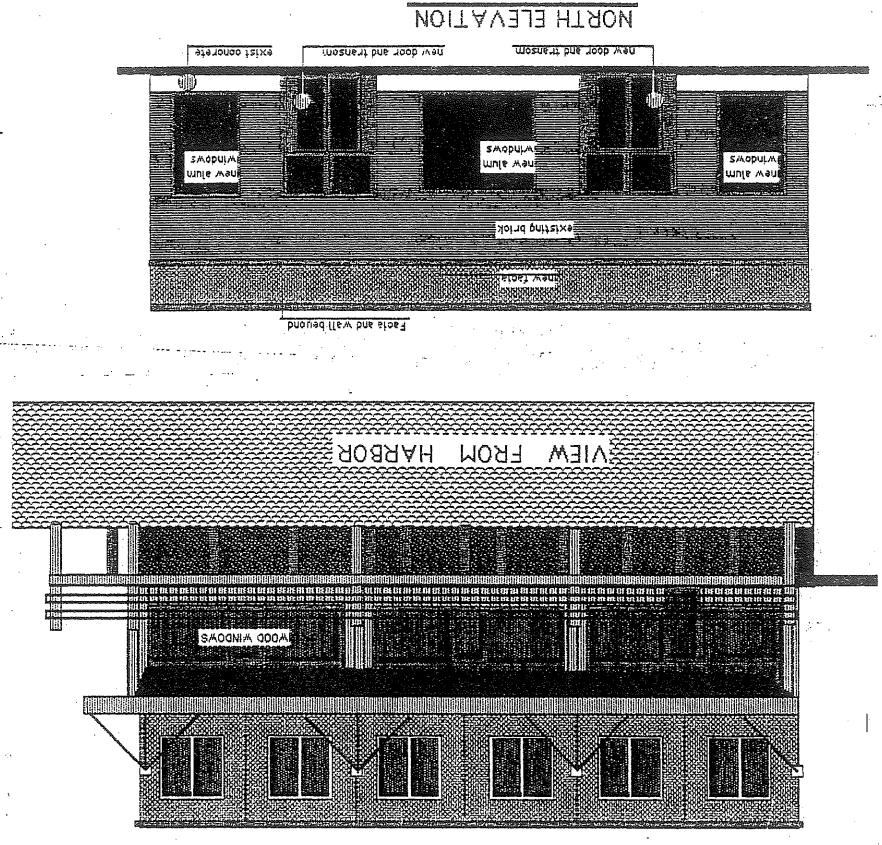 WOOD WINDOWS
VIEW FROM HARBOR
Facia and wall beyond
new facia
existing brick
new alum
windows
new alum
windows
new alum
windows
new door and transom
new door and transom
exist concrete
NORTH ELEVATION